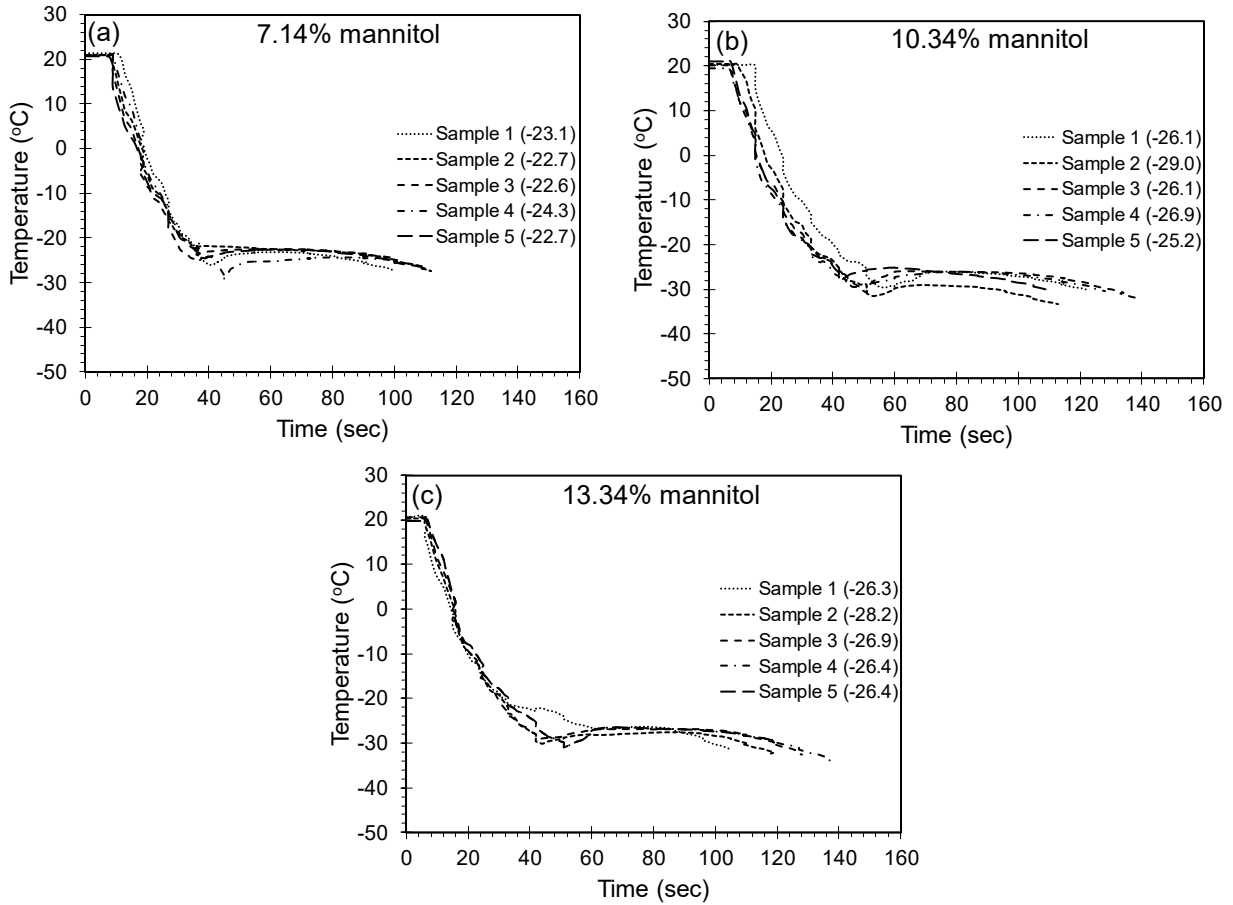 (a) 7.14% mannitol
30
20
10
0
-10
-20
-30
-40
-50
Temperature (oC)
Sample 1 (-23.1)
Sample 2 (-22.7)
Sample 3 (-22.6)
Sample 4 (-24.3)
Sample 5 (-22.7)
0 20 40 60 80 100 120 140 160
Time (sec)
(b) 10.34% mannitol
30
20
10
0
-10
-20
-30
-40
-50
Temperature (oC)
Sample 1 (-26.1)
Sample 2 (-29.0)
Sample 3 (-26.1)
Sample 4 (-26.9)
Sample 5 (-25.2)
0 20 40 60 80 100 120 140 160
Time (sec)
(c) 13.34% mannitol
30
20
10
0
-10
-20
-30
-40
-50
Temperature (oC)
Sample 1 (-26.3)
Sample 2 (-28.2)
Sample 3 (-26.9)
Sample 4 (-26.4)
Sample 5 (-26.4)
0 20 40 60 80 100 120 140 160
Time (sec)